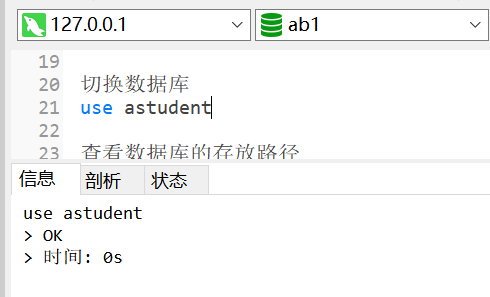 127.0.0.1 ab1
19
20 切换数据库
21 use astudent
22
23 查看数据库的存放路径
信息 剖析 状态
use astudent
> OK
> 时间: 0s